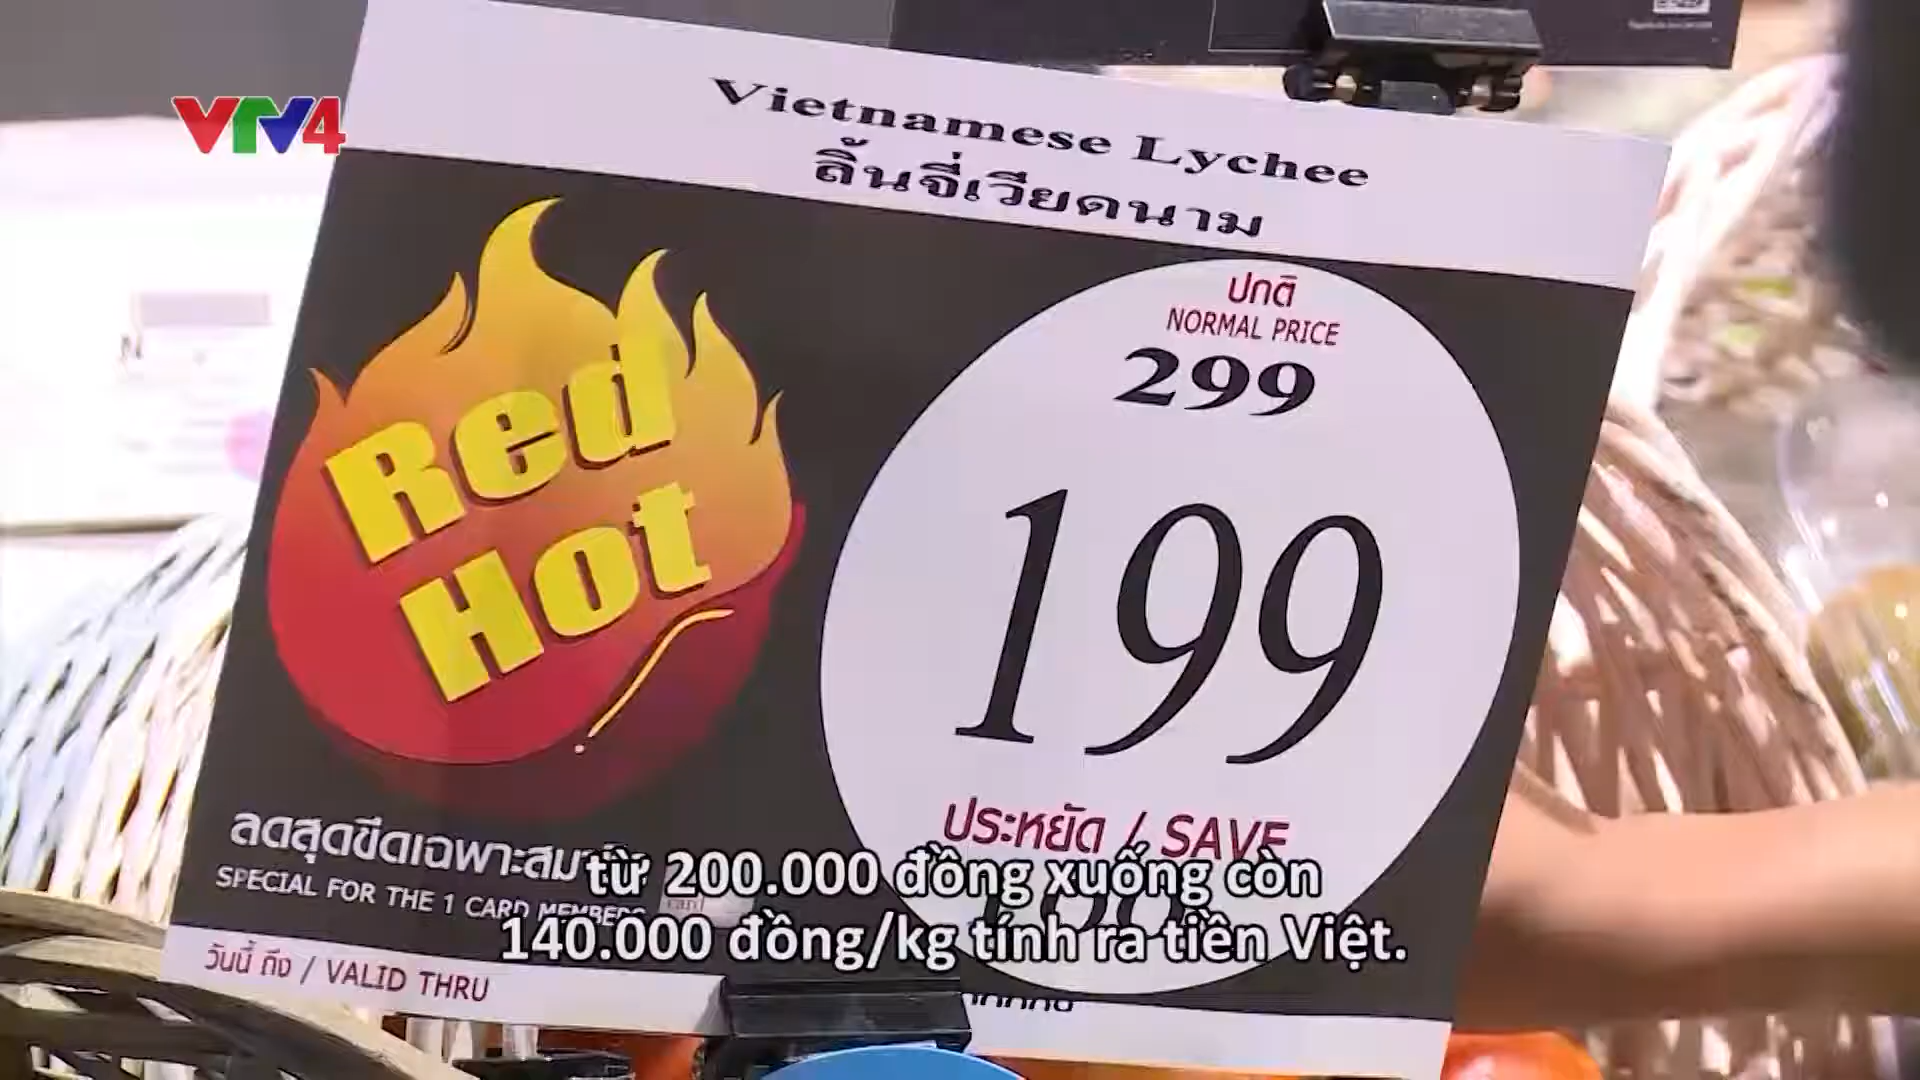 VTV4
Vietnamese Lychee
ลิ้นจี่เวียดนาม
ปกติ
NORMAL PRICE
299
Red
Hot
199
ประหยัด / SAVE
100
ลดสุดขีดเฉพาะ
SPECIAL FOR THE 1 CARD MEMBERS
card
từ 200.000 đồng xuống còn
140.000 đồng/kg tính ra tiền Việt.
วันนี้ ถึง / VALID THRU